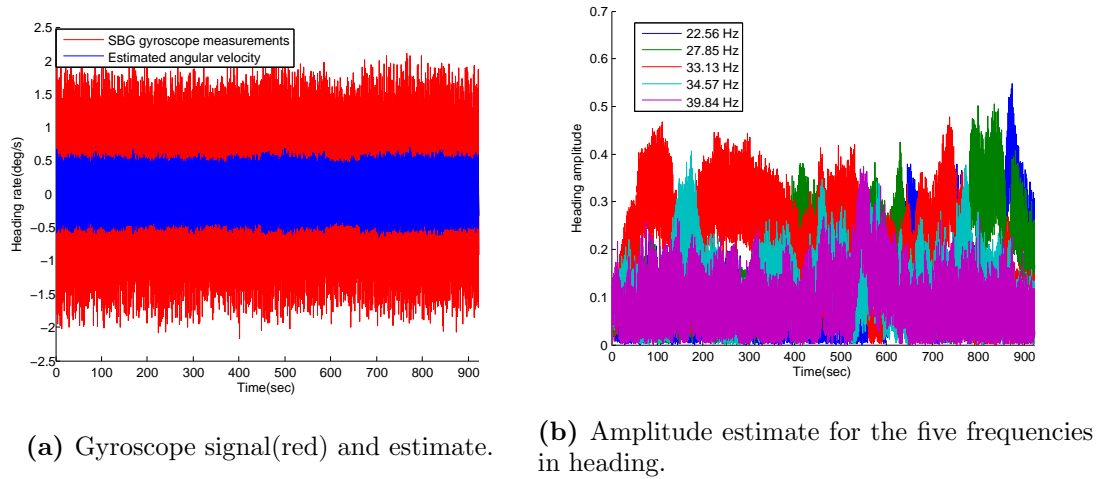 2.5
2
1.5
1
0.5
0
−0.5
−1
−1.5
−2
−2.5
0 100 200 300 400 500 600 700 800 900
Heading rate(deg/s)
Time(sec)
SBG gyroscope measurements
Estimated angular velocity
(a) Gyroscope signal(red) and estimate.
0.7
0.6
0.5
0.4
0.3
0.2
0.1
0
0 100 200 300 400 500 600 700 800 900
Heading amplitude
Time(sec)
22.56 Hz
27.85 Hz
33.13 Hz
34.57 Hz
39.84 Hz
(b) Amplitude estimate for the five frequencies
in heading.